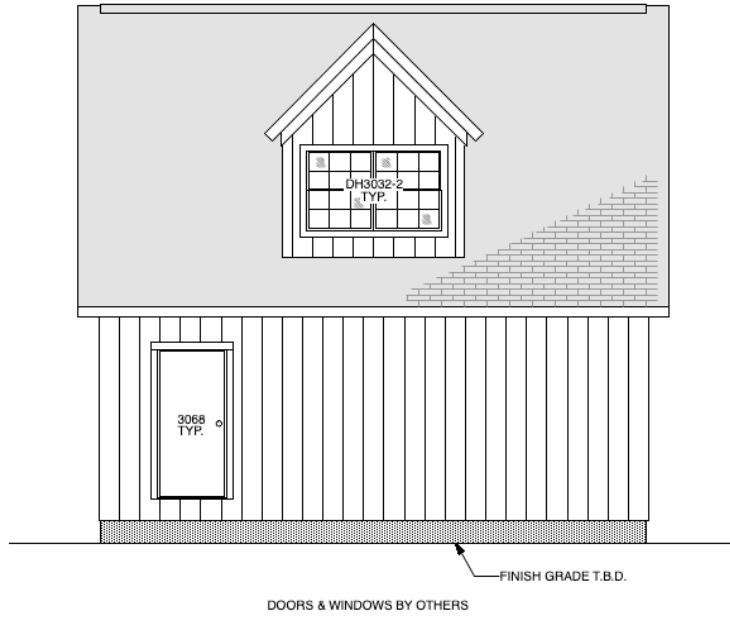 DH3032-2
TYP.
3068
TYP.
FINISH GRADE T.B.D.
DOORS & WINDOWS BY OTHERS